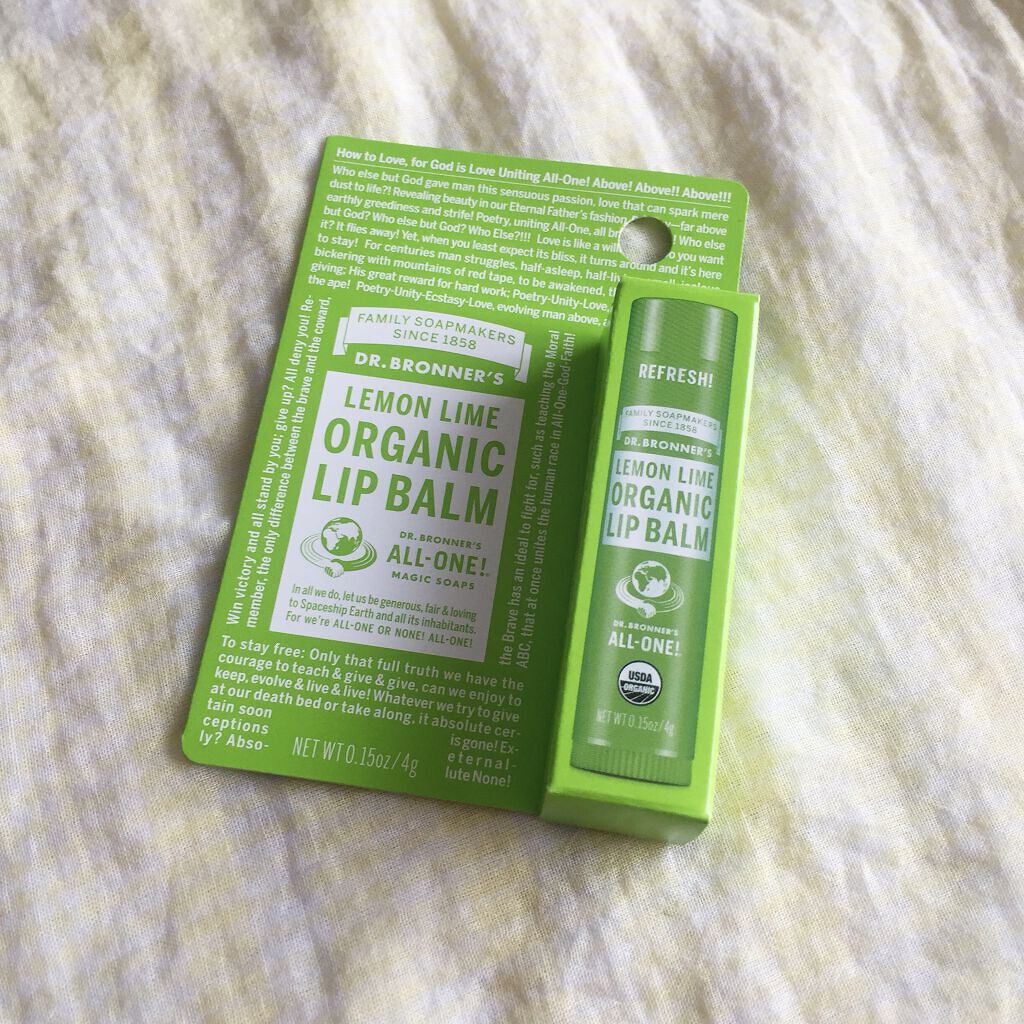 How to Love, for God is Love Uniting All-One! Above! Above!! Above!!!
Who else but God gave man this sensuous passion, love that can spark mere
dust to life?! Revealing beauty in our Eternal Father's fashion, —far above
earthly greediness and strife! Poetry, uniting All-One, all ! Who else
but God? Who else but God? Who Else?!!! Love is like a o you want
it? It flies away! Yet, when you least expect its bliss, it turns around and it's here
to stay! For centuries man struggles, half-asleep,
bickering with mountains of red tape, to be awakened,
giving; His great reward for hard work; Poetry-Unity-Love,
the ape! Poetry-Unity-Ecstasy-Love, evolving man above,
Win victory and all stand by you; give up? All deny you! Re-
member, the only difference between the brave and the coward,
FAMILY SOAPMAKERS
SINCE 1858
DR. BRONNER'S
LEMON LIME
ORGANIC
LIP BALM
DR. BRONNER'S
ALL-ONE!
MAGIC SOAPS
In all we do, let us be generous, fair & loving
to Spaceship Earth and all its inhabitants.
For we're ALL-ONE OR NONE! ALL-ONE!
the Brave has an ideal to fight for, such as teaching the Moral
ABC, that at once unites the human race in All-One-God-Faith!
To stay free: Only that full truth we have the
courage to teach & give & give, can we enjoy to
keep, evolve & live & live! Whatever we try to give
at our death bed or take along, it absolute cer-
tain soon is gone! Ex-
ceptions eternal-
ly? Abso- lute None!
NET WT 0.15oz/4g
REFRESH!
FAMILY SOAPMAKERS
SINCE 1858
DR. BRONNER'S
LEMON LIME
ORGANIC
LIP BALM
DR. BRONNER'S
ALL-ONE!
USDA
ORGANIC
NET WT 0.15oz/4g